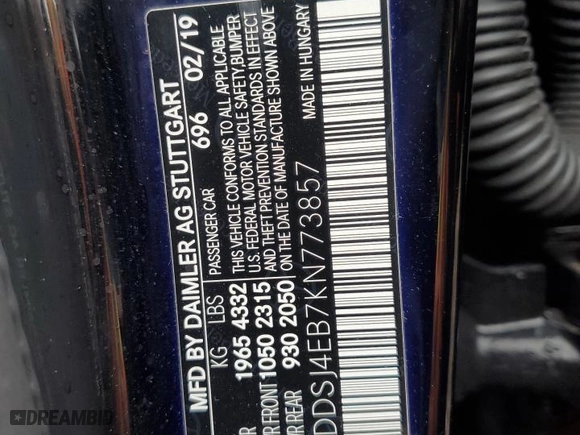 MFD BY DAIMLER AG STUTTGART
696 02/19
KG LBS
1965 4332
FRONT 1050 2315
REAR 930 2050
PASSENGER CAR
THIS VEHICLE CONFORMS TO ALL APPLICABLE
U.S. FEDERAL MOTOR VEHICLE SAFETY, BUMPER
AND THEFT PREVENTION STANDARDS IN EFFECT
ON THE DATE OF MANUFACTURE SHOWN ABOVE
MADE IN HUNGARY
DDSJ4EB7KN773857
DREAMBID